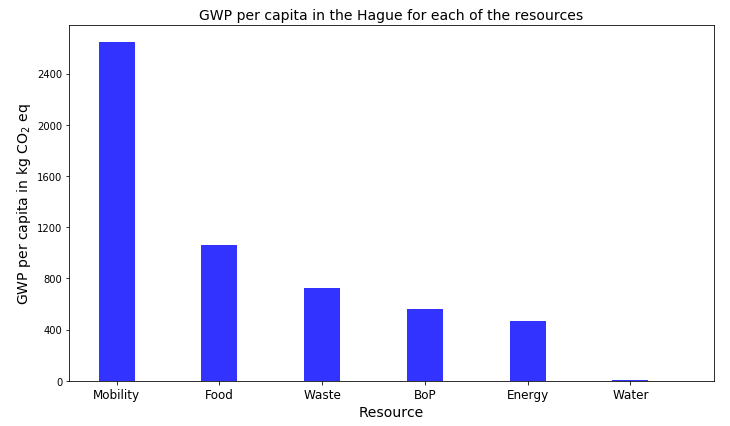 GWP per capita in the Hague for each of the resources
GWP per capita in kg CO₂ eq
2400
2000
1600
1200
800
400
0
Mobility Food Waste BoP Energy Water
Resource